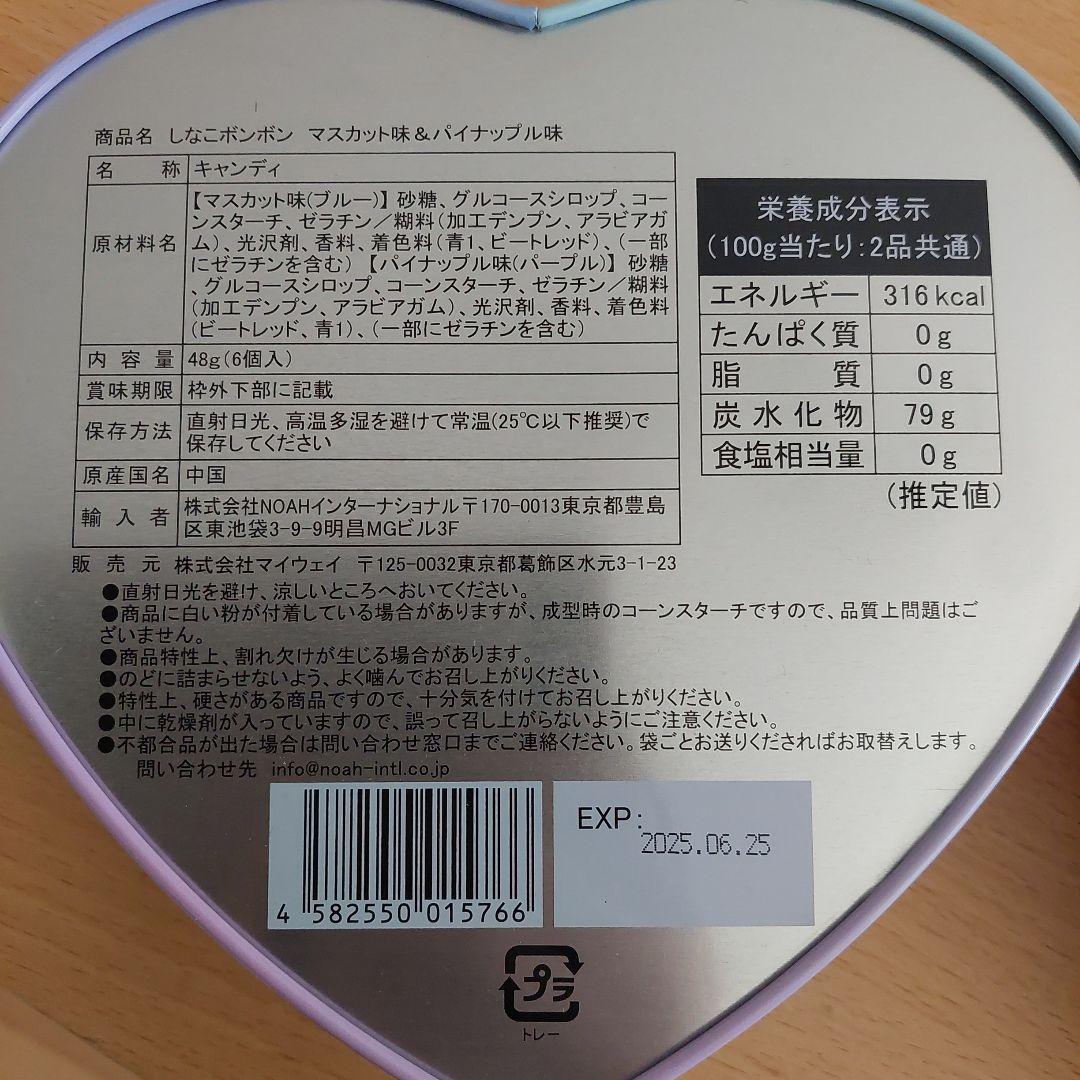 商品名 しなこボンボン マスカット味&パイナップル味
名 称 キャンディ
原材料名 【マスカット味(ブルー)】砂糖、グルコースシロップ、コー
ンスターチ、ゼラチン/糊料(加工デンプン、アラビアガ
ム)、光沢剤、香料、着色料(青1、ビートレッド)、(一部
にゼラチンを含む)【パイナップル味(パープル)】砂糖
、グルコースシロップ、コーンスターチ、ゼラチン/糊料
(加工デンプン、アラビアガム)、光沢剤、香料、着色料
(ビートレッド、青1)、(一部にゼラチンを含む)
内容量 48g(6個入)
賞味期限 枠外下部に記載
保存方法 直射日光、高温多湿を避けて常温(25℃以下推奨)で
保存してください
原産国名 中国
輸入者 株式会社NOAHインターナショナル〒170-0013東京都豊島
区東池袋3-9-9明昌MGビル3F
販売元 株式会社マイウェイ 〒125-0032東京都葛飾区水元3-1-23
栄養成分表示
(100g当たり:2品共通)
エネルギー 316kcal
たんぱく質 0g
脂質 0g
炭水化物 79g
食塩相当量 0g
(推定値)
●直射日光を避け、涼しいところへおいてください。
●商品に白い粉が付着している場合がありますが、成型時のコーンスターチですので、品質上問題はご
ざいません。
●商品特性上、割れ欠けが生じる場合があります。
●のどに詰まらせないよう、よく噛んでお召し上がりください。
●特性上、硬さがある商品ですので、十分気を付けてお召し上がりください。
●中に乾燥剤が入っていますので、誤って召し上がらないようにご注意ください。
●不都合品が出た場合は問い合わせ窓口までご連絡ください。袋ごとお送りくださればお取替えします。
問い合わせ先 info@noah-intl.co.jp
4 582550 015766
EXP:
2025.06.25
プラ
トレー